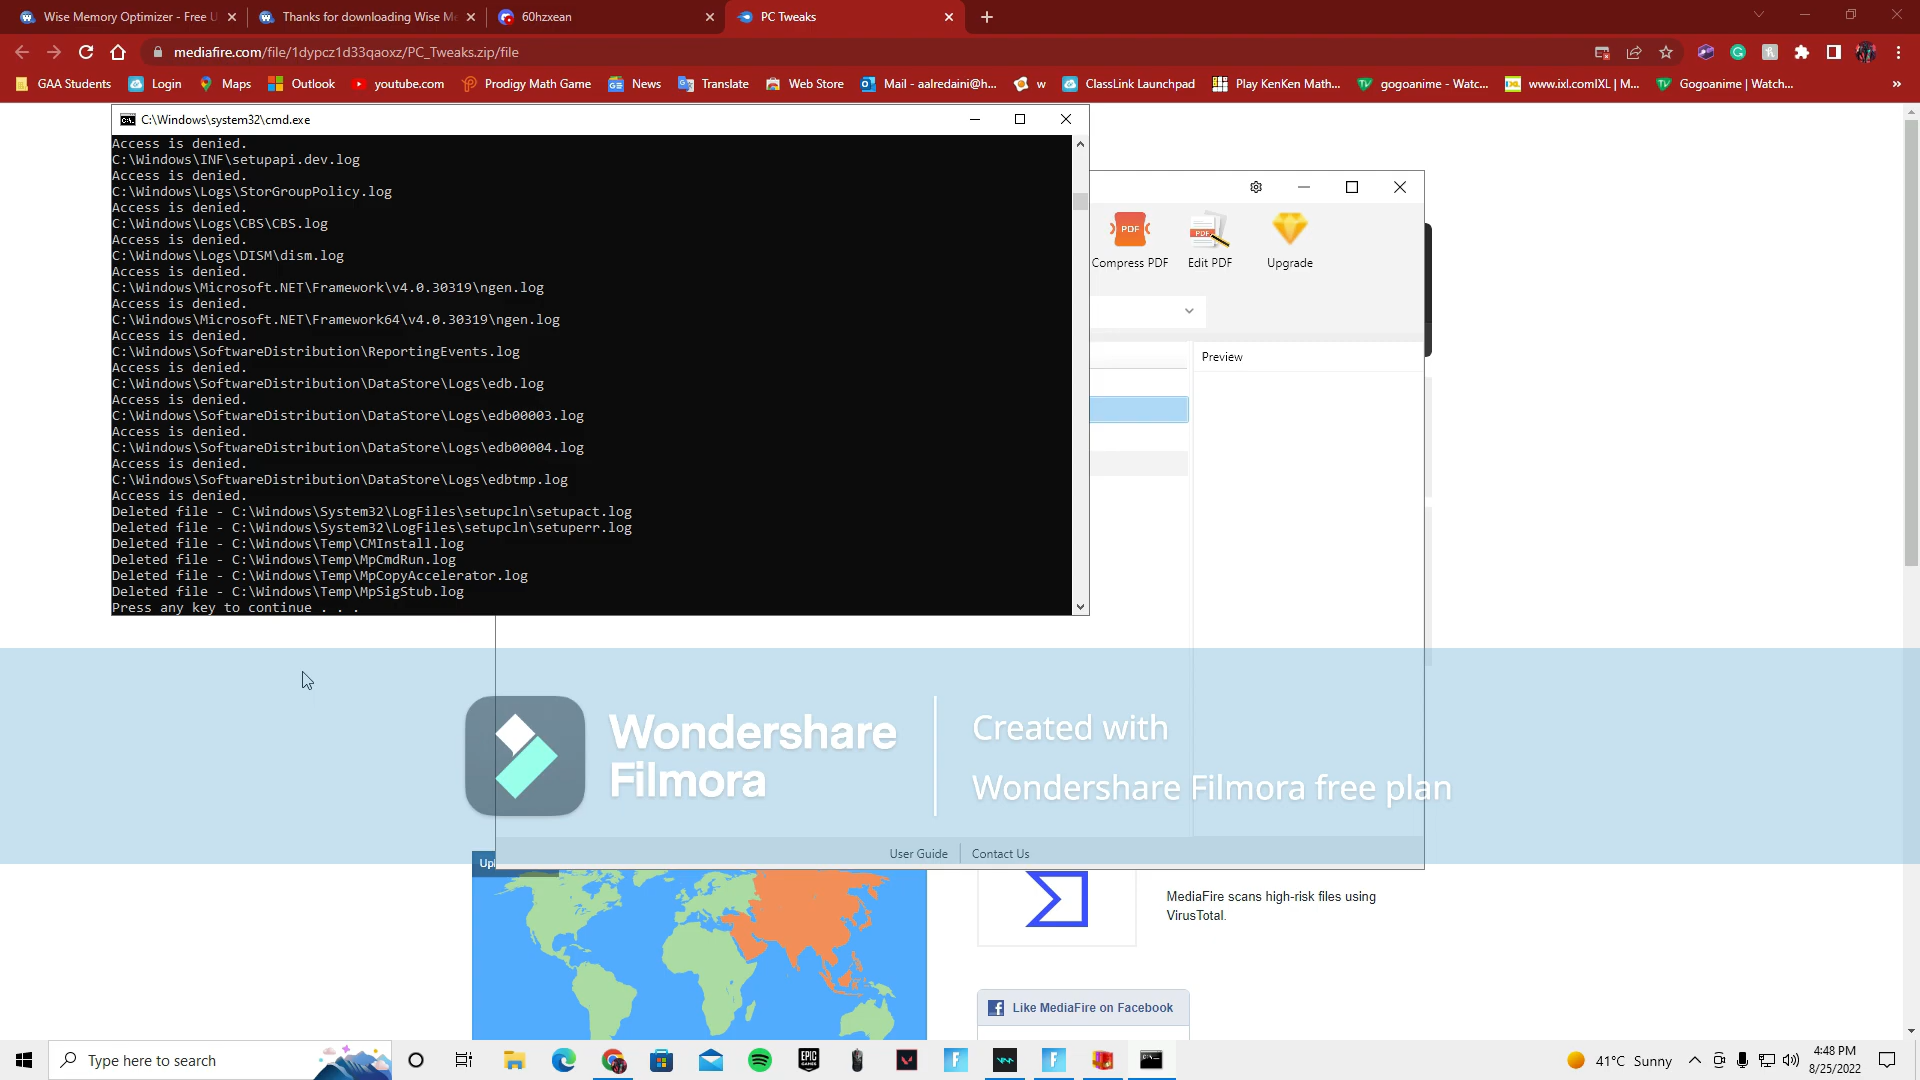 Wise Memory Optimizer - Free U
Thanks for downloading Wise Me
60hzxean
PC Tweaks
mediafire.com/file/1dypcz1d33qaoxz/PC_Tweaks.zip/file
GAA Students
Login
Maps
Outlook
youtube.com
Prodigy Math Game
News
Translate
Web Store
Mail - aalredaini@h...
w
ClassLink Launchpad
Play KenKen Math...
gogoanime - Watc...
www.ixl.comIXL | M...
Gogoanime | Watch...
»
C:\Windows\system32\cmd.exe
Access is denied.
C:\Windows\INF\setupapi.dev.log
Access is denied.
C:\Windows\Logs\StorGroupPolicy.log
Access is denied.
C:\Windows\Logs\CBS\CBS.log
Access is denied.
C:\Windows\Logs\DISM\dism.log
Access is denied.
C:\Windows\Microsoft.NET\Framework\v4.0.30319\ngen.log
Access is denied.
C:\Windows\Microsoft.NET\Framework64\v4.0.30319\ngen.log
Access is denied.
C:\Windows\SoftwareDistribution\ReportingEvents.log
Access is denied.
C:\Windows\SoftwareDistribution\DataStore\Logs\edb.log
Access is denied.
C:\Windows\SoftwareDistribution\DataStore\Logs\edb00003.log
Access is denied.
C:\Windows\SoftwareDistribution\DataStore\Logs\edb00004.log
Access is denied.
C:\Windows\SoftwareDistribution\DataStore\Logs\edbtmp.log
Access is denied.
Deleted file - C:\Windows\System32\LogFiles\setupcln\setupact.log
Deleted file - C:\Windows\System32\LogFiles\setupcln\setuperr.log
Deleted file - C:\Windows\Temp\CMInstall.log
Deleted file - C:\Windows\Temp\MpCmdRun.log
Deleted file - C:\Windows\Temp\MpCopyAccelerator.log
Deleted file - C:\Windows\Temp\MpSigStub.log
Press any key to continue . . .
PDF
Compress PDF
PDF
Edit PDF
Upgrade
Preview
Wondershare
Filmora
Created with
Wondershare Filmora free plan
User Guide
Contact Us
Upl
MediaFire scans high-risk files using
VirusTotal.
Like MediaFire on Facebook
Type here to search
EPIC
GAMES
41°C Sunny
4:48 PM
8/25/2022